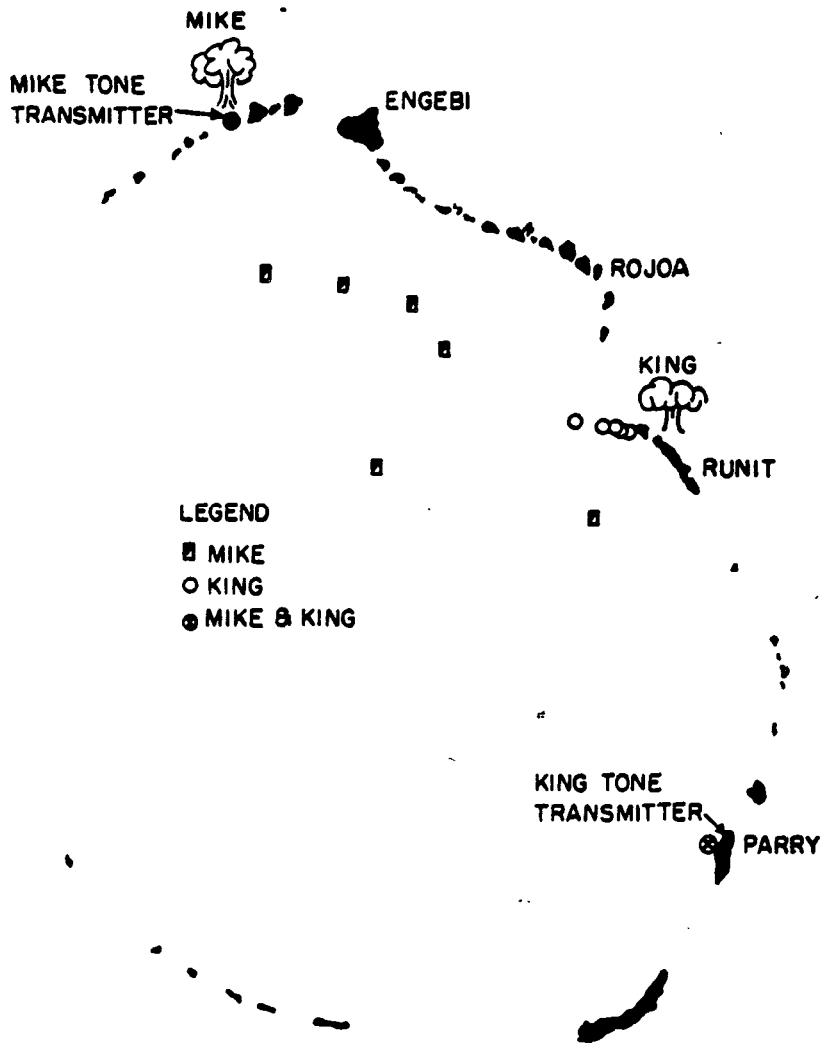 MIKE
MIKE TONE
TRANSMITTER
ENGEBI
ROJOA
KING
RUNIT
LEGEND
MIKE
KING
MIKE & KING
KING TONE
TRANSMITTER
PARRY